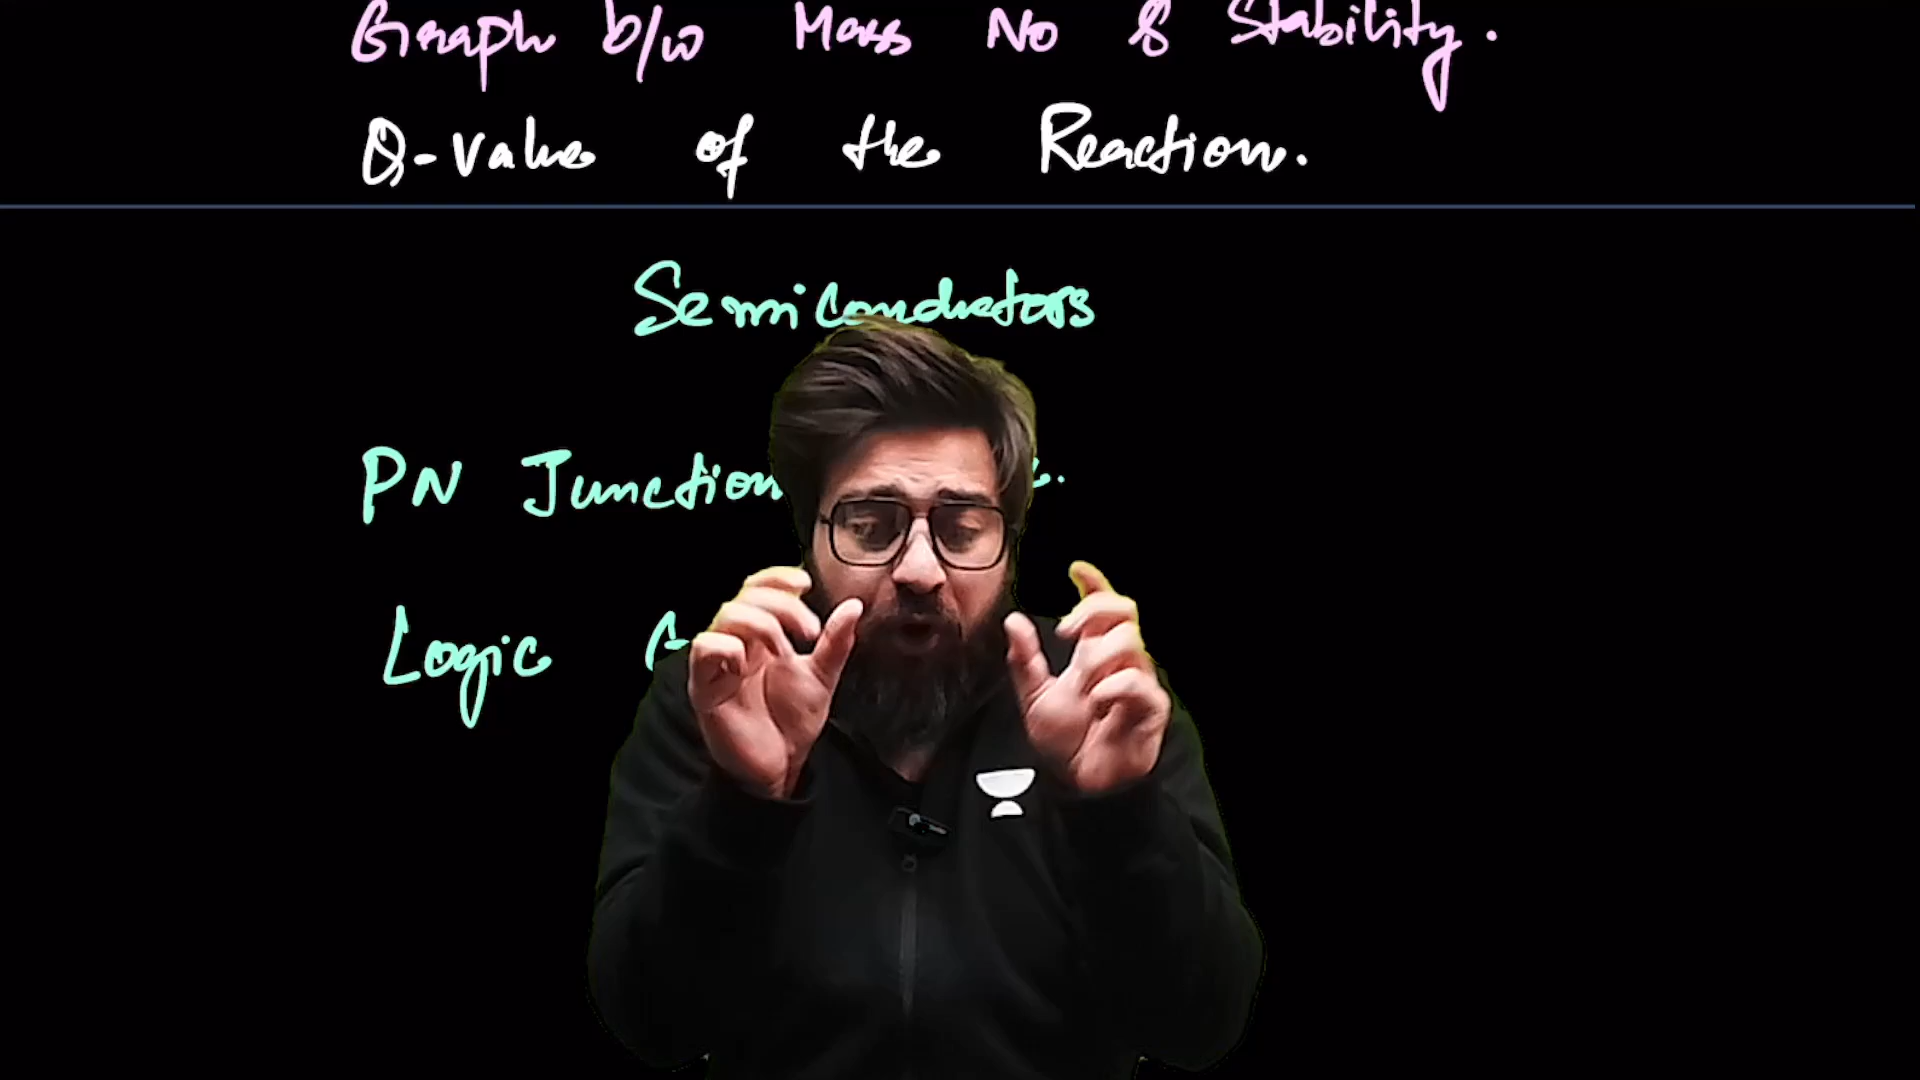 Graph b/w Mass No & Stability.
Q-Value of the Reaction.
Semiconductors
PN Junction
Logic